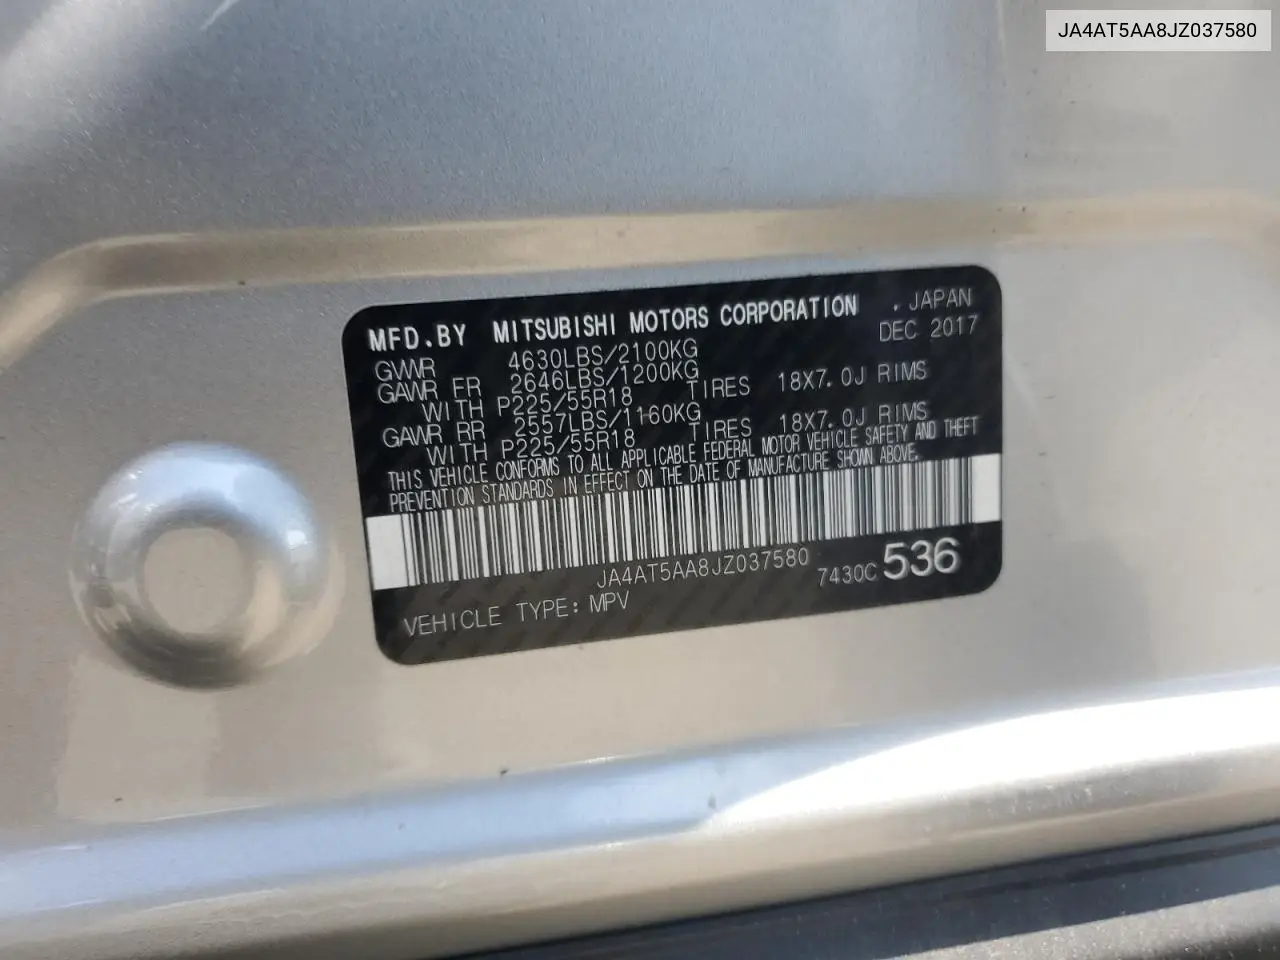 JA4AT5AA8JZ037580
MFD.BY MITSUBISHI MOTORS CORPORATION . JAPAN
GVWR 4630LBS/2100KG DEC 2017
GAWR FR 2646LBS/1200KG
WITH P225/55R18 TIRES 18X7.0J RIMS
GAWR RR 2557LBS/1160KG
WITH P225/55R18 TIRES 18X7.0J RIMS
THIS VEHICLE CONFORMS TO ALL APPLICABLE FEDERAL MOTOR VEHICLE SAFETY AND THEFT
PREVENTION STANDARDS IN EFFECT ON THE DATE OF MANUFACTURE SHOWN ABOVE.
JA4AT5AA8JZ037580 7430C 536
VEHICLE TYPE: MPV